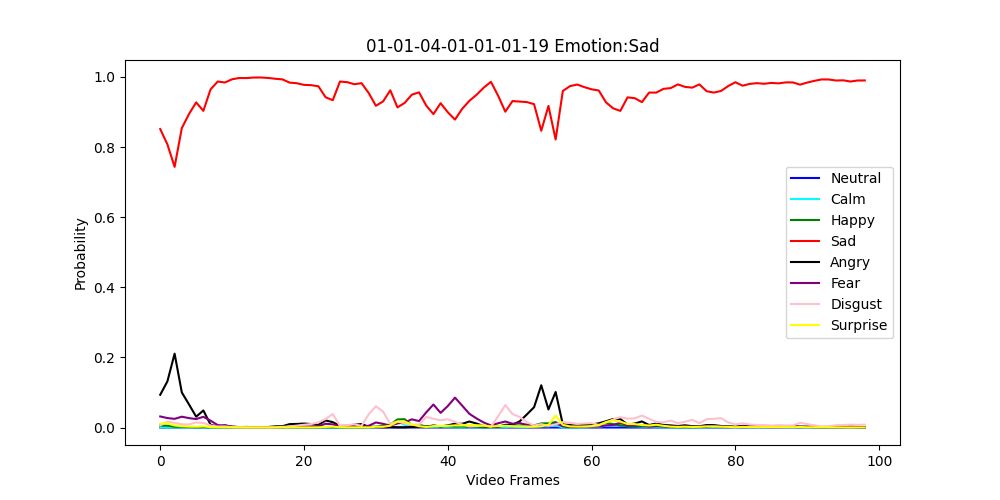 01-01-04-01-01-01-19 Emotion:Sad
Probability
1.0
0.8
0.6
0.4
0.2
0.0
Neutral
Calm
Happy
Sad
Angry
Fear
Disgust
Surprise
0 20 40 60 80 100
Video Frames